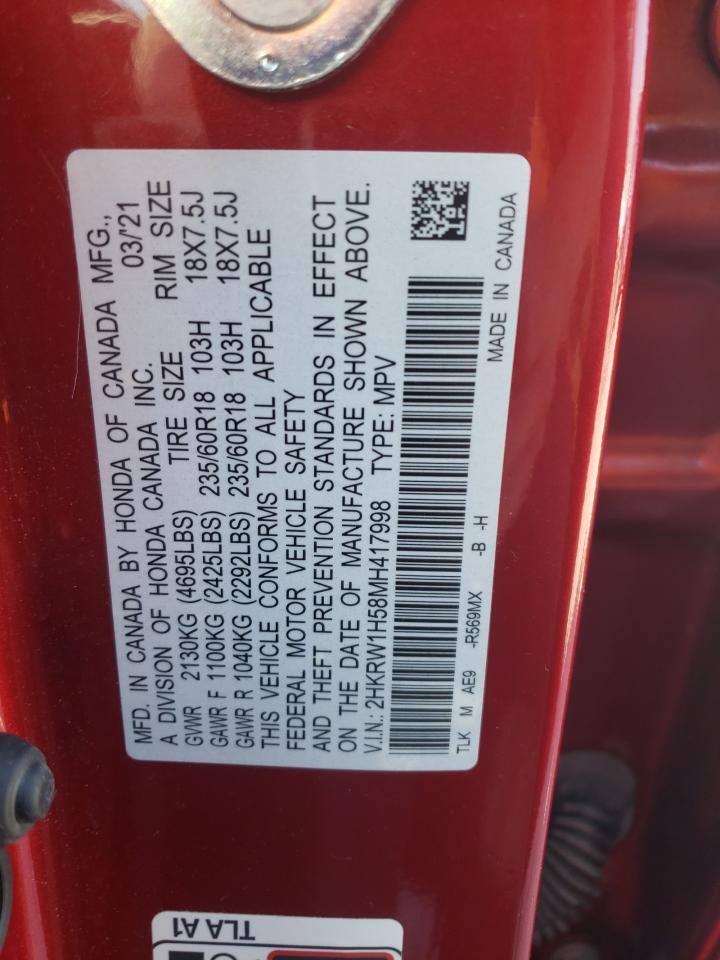 MFD. IN CANADA BY HONDA OF CANADA MFG.,
A DIVISION OF HONDA CANADA INC. 03/'21
GVWR 2130KG (4695LBS) TIRE SIZE RIM SIZE
GAWR F 1100KG (2425LBS) 235/60R18 103H 18X7.5J
GAWR R 1040KG (2292LBS) 235/60R18 103H 18X7.5J
THIS VEHICLE CONFORMS TO ALL APPLICABLE
FEDERAL MOTOR VEHICLE SAFETY
AND THEFT PREVENTION STANDARDS IN EFFECT
ON THE DATE OF MANUFACTURE SHOWN ABOVE.
V.I.N.: 2HKRW1H58MH417998 TYPE: MPV
TLK M AE9 -R569MX -B -H
MADE IN CANADA
TLA A1